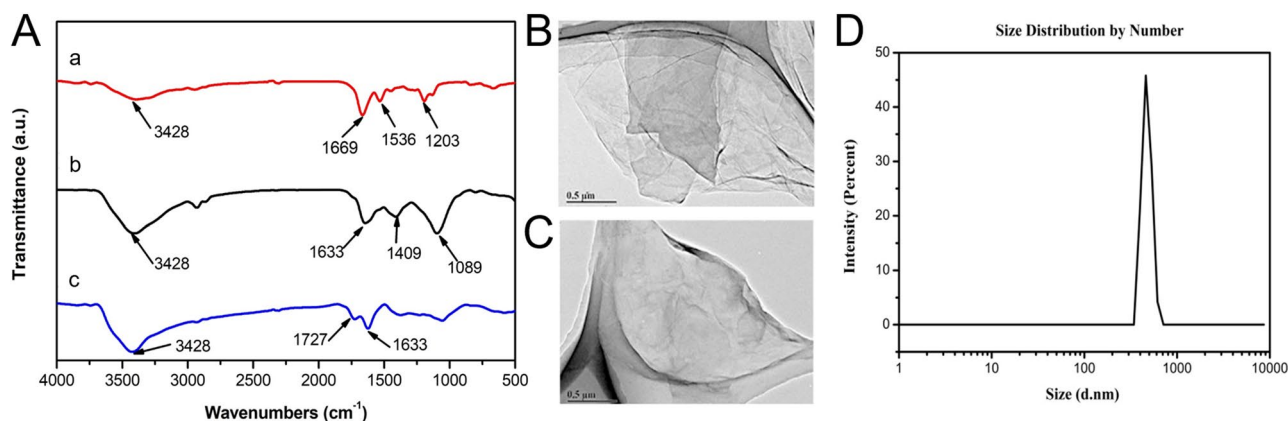 A
Transmittance (a.u.)
a
3428
1669
1536
1203
b
3428
1633
1409
1089
c
3428
1727
1633
4000 3500 3000 2500 2000 1500 1000 500
Wavenumbers (cm⁻¹)
B
0.5 μm
C
0.5 μm
D
Size Distribution by Number
Intensity (Percent)
50
40
30
20
10
0
1 10 100 1000 10000
Size (d.nm)